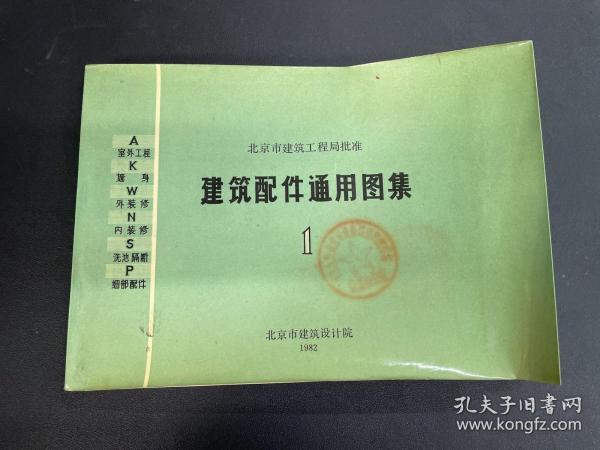 北京市建筑工程局批准
建筑配件通用图集
1
A
室外工程
K
墙身
W
外装修
N
内装修
S
洗池隔断
P
细部配件
北京市建筑设计院
1982
孔夫子旧书网
www.kongfz.com